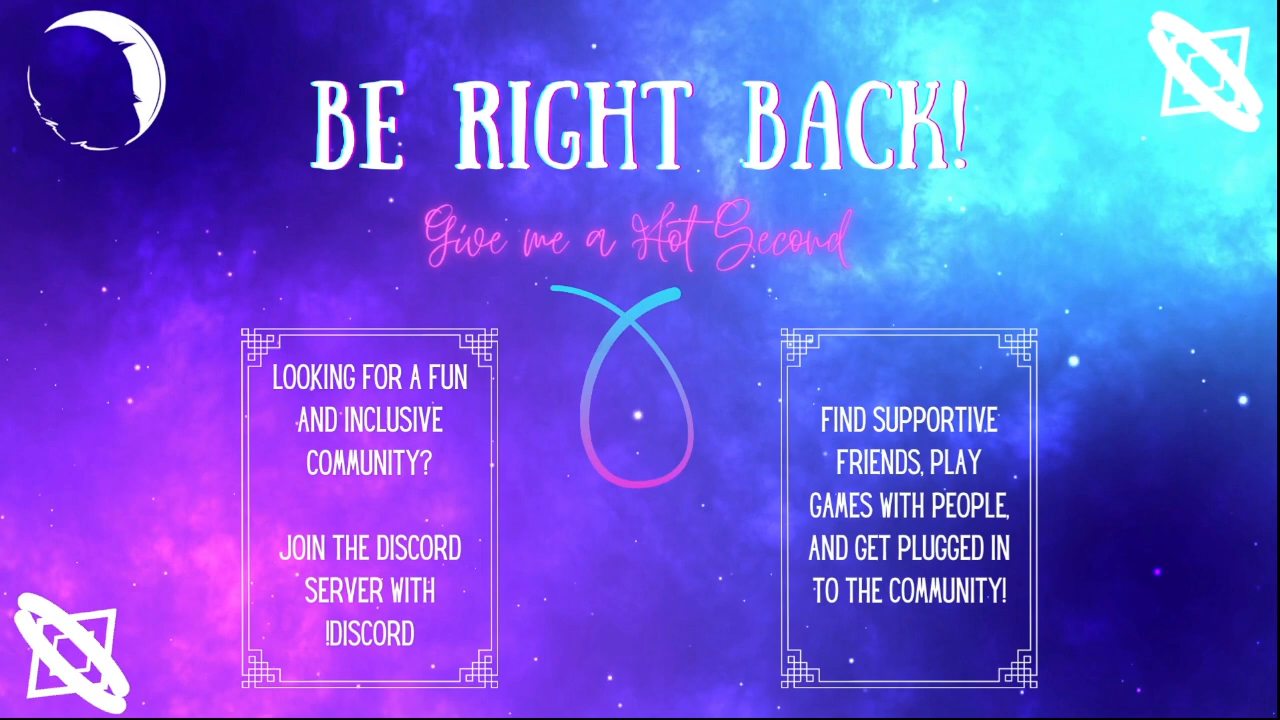 BE RIGHT BACK!
Give me a Hot Second
LOOKING FOR A FUN
AND INCLUSIVE
COMMUNITY?
JOIN THE DISCORD
SERVER WITH
!DISCORD
FIND SUPPORTIVE
FRIENDS, PLAY
GAMES WITH PEOPLE,
AND GET PLUGGED IN
TO THE COMMUNITY!